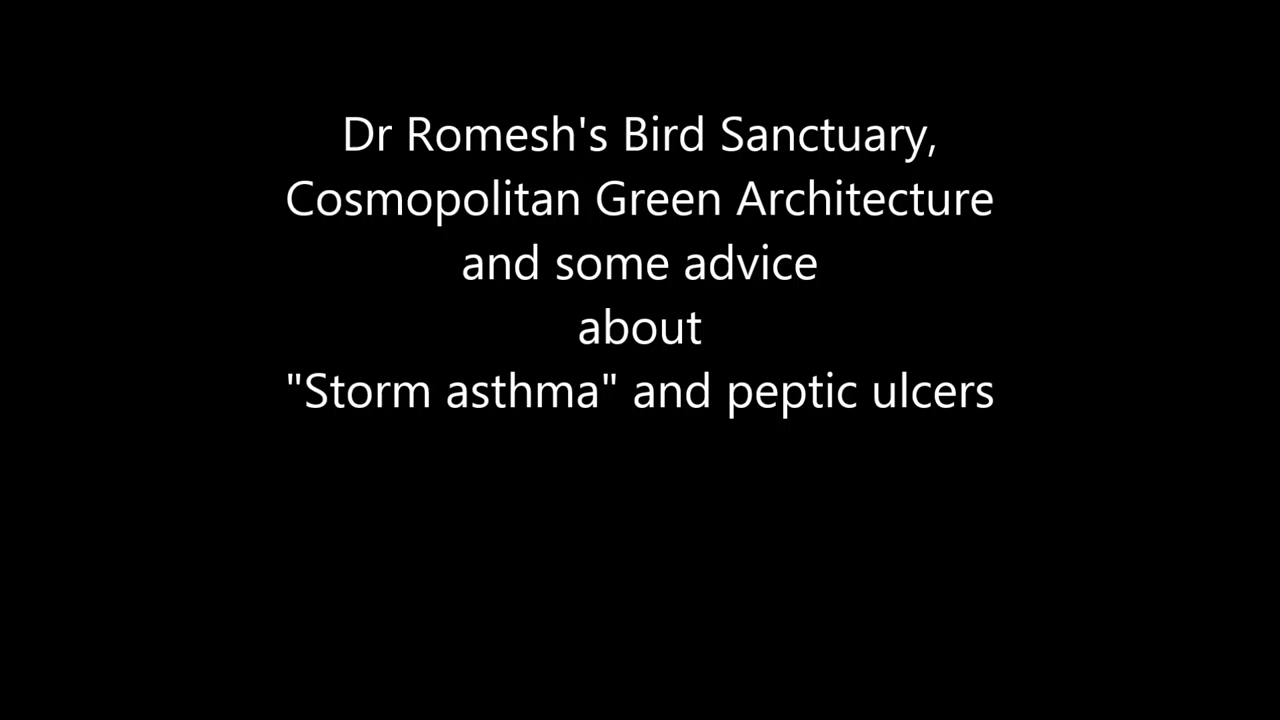 Dr Romesh's Bird Sanctuary,
Cosmopolitan Green Architecture
and some advice
about
"Storm asthma" and peptic ulcers